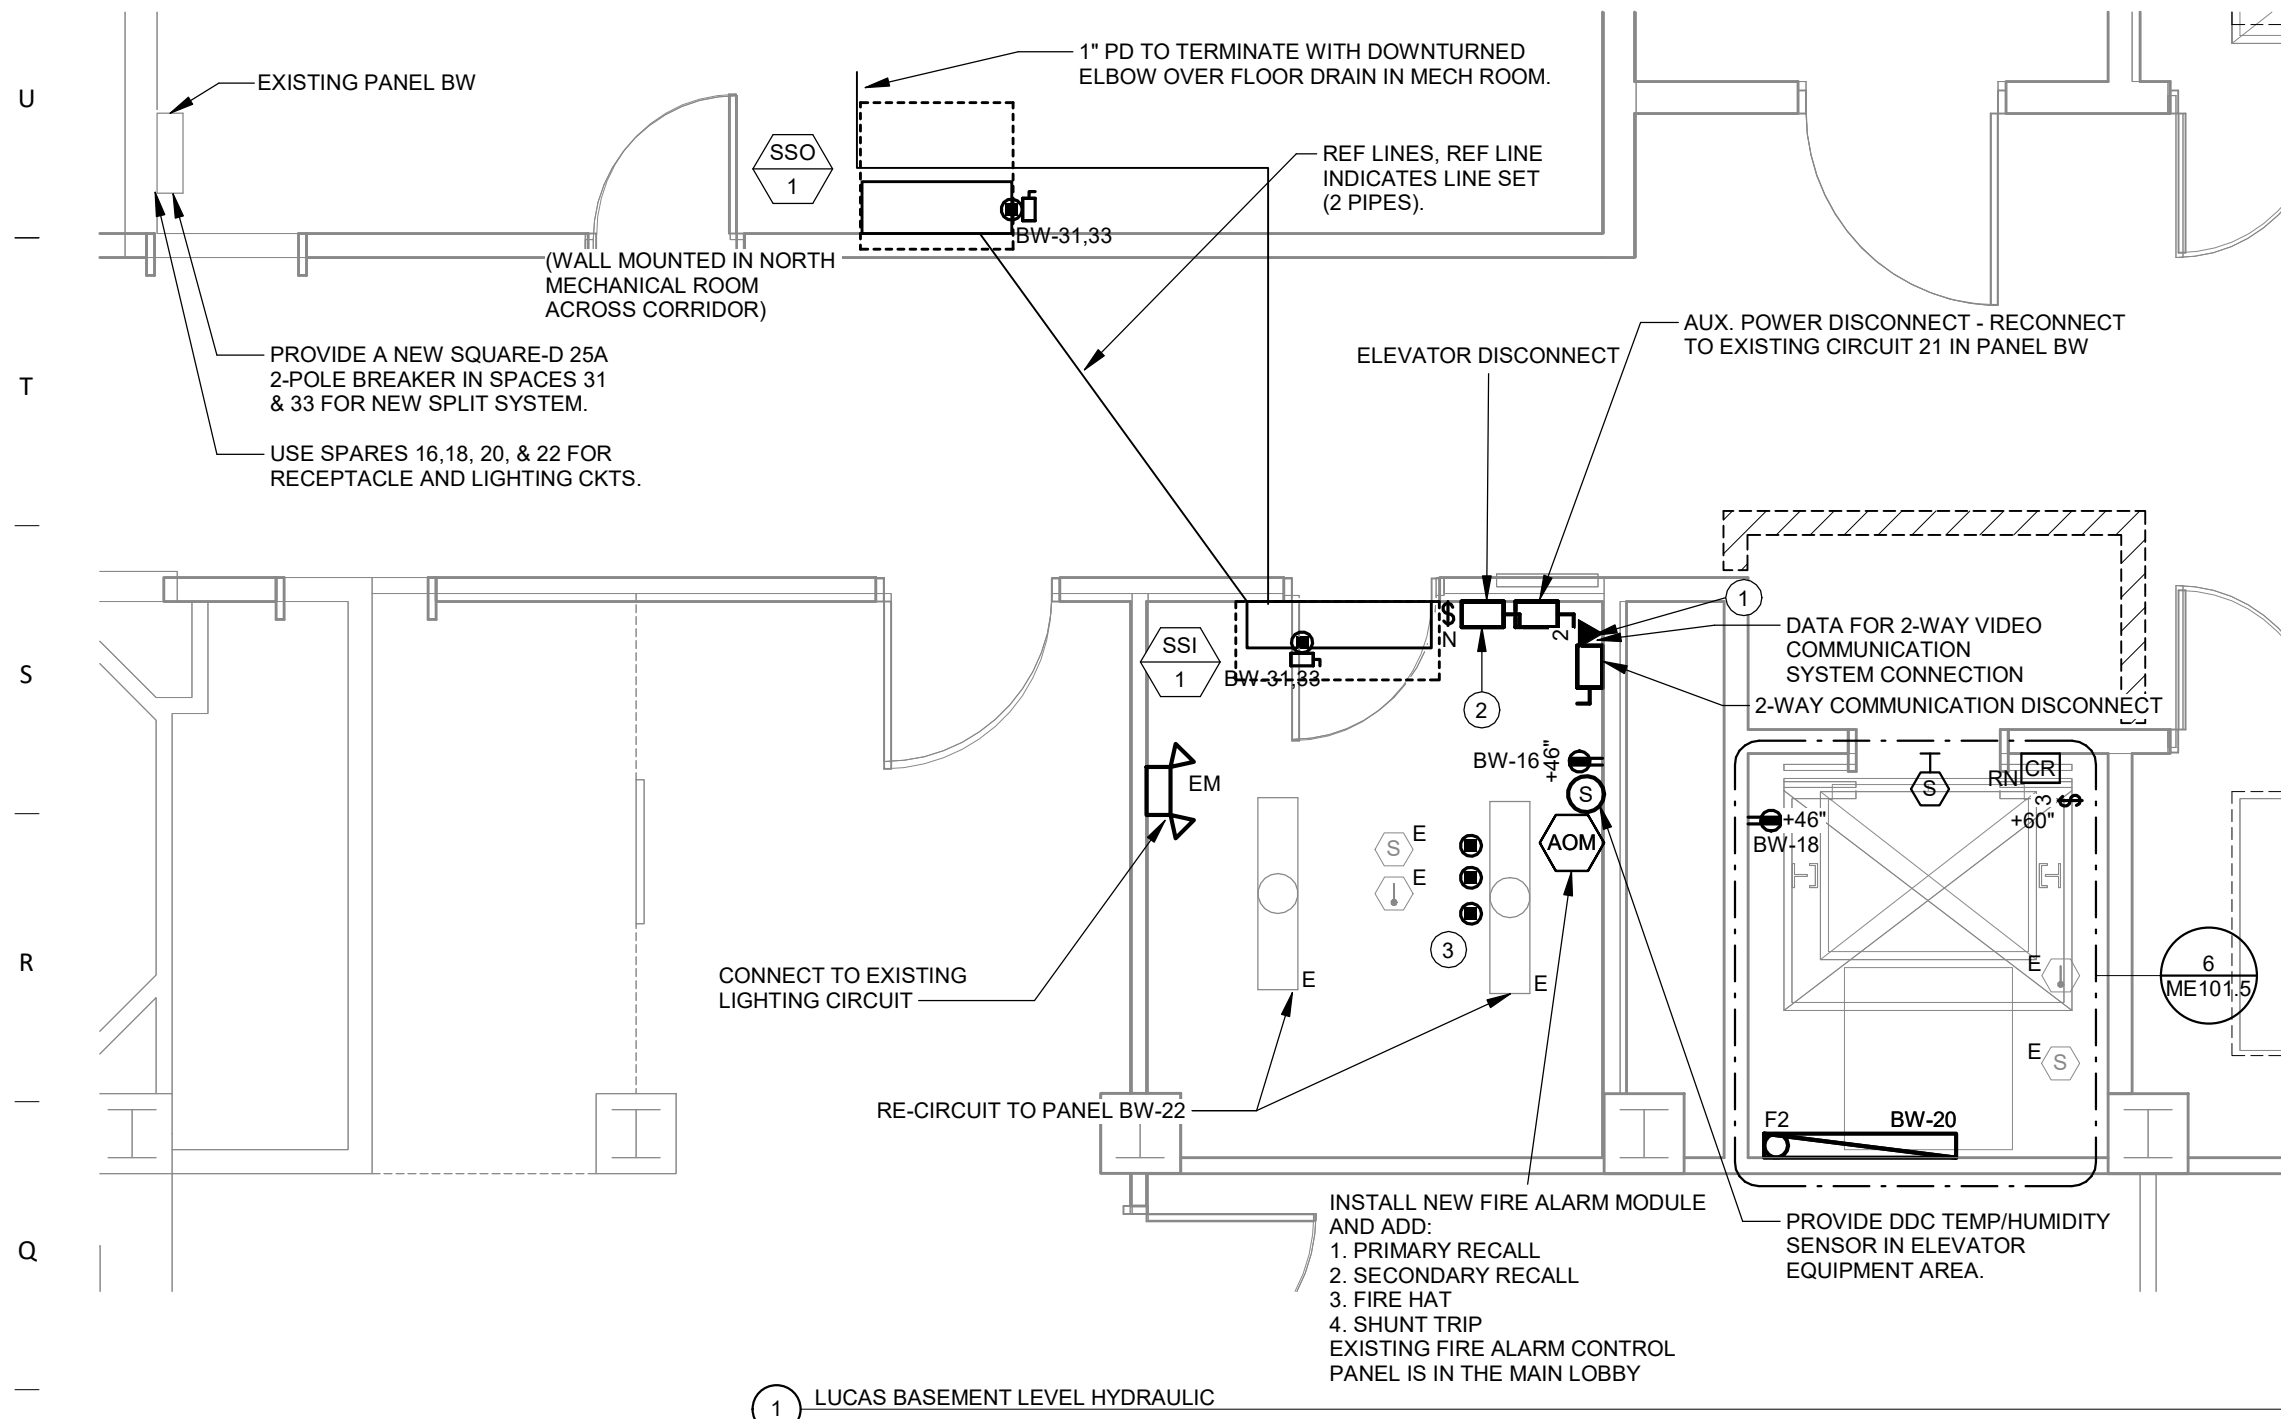 U
T
S
R
Q
EXISTING PANEL BW
1" PD TO TERMINATE WITH DOWNTURNED
ELBOW OVER FLOOR DRAIN IN MECH ROOM.
SSO
1
REF LINES, REF LINE
INDICATES LINE SET
(2 PIPES).
BW-31,33
(WALL MOUNTED IN NORTH
MECHANICAL ROOM
ACROSS CORRIDOR)
PROVIDE A NEW SQUARE-D 25A
2-POLE BREAKER IN SPACES 31
& 33 FOR NEW SPLIT SYSTEM.
USE SPARES 16,18, 20, & 22 FOR
RECEPTACLE AND LIGHTING CKTS.
ELEVATOR DISCONNECT
AUX. POWER DISCONNECT - RECONNECT
TO EXISTING CIRCUIT 21 IN PANEL BW
1
DATA FOR 2-WAY VIDEO
COMMUNICATION
SYSTEM CONNECTION
2-WAY COMMUNICATION DISCONNECT
SSI
1
BW-31,33
$
N
2
2
EM
BW-16
+46"
S
AOM
S
E
E
3
E
E
CONNECT TO EXISTING
LIGHTING CIRCUIT
RE-CIRCUIT TO PANEL BW-22
S
RN
CR
3
$
+60"
+46"
BW-18
E
E
S
6
ME101.5
F2
BW-20
INSTALL NEW FIRE ALARM MODULE
AND ADD:
1. PRIMARY RECALL
2. SECONDARY RECALL
3. FIRE HAT
4. SHUNT TRIP
EXISTING FIRE ALARM CONTROL
PANEL IS IN THE MAIN LOBBY
PROVIDE DDC TEMP/HUMIDITY
SENSOR IN ELEVATOR
EQUIPMENT AREA.
1
LUCAS BASEMENT LEVEL HYDRAULIC